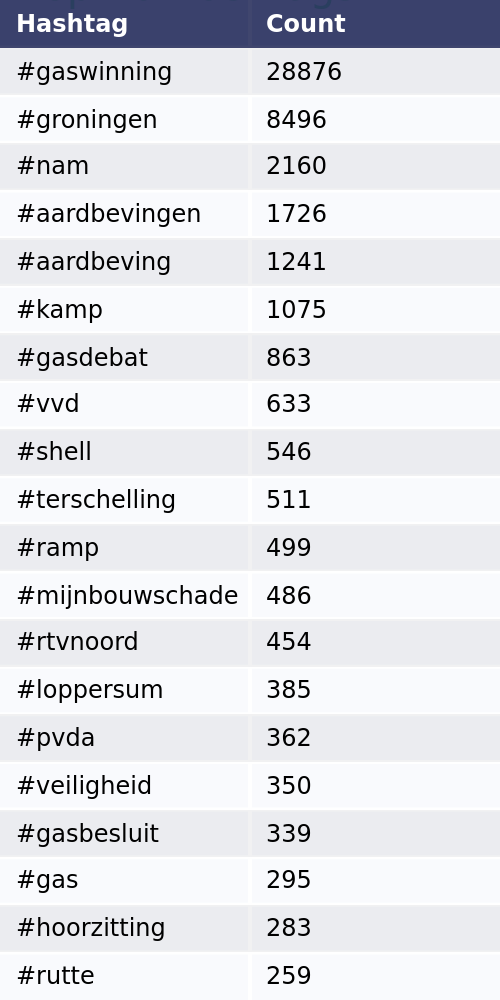 Hashtag Count
#gaswinning 28876
#groningen 8496
#nam 2160
#aardbevingen 1726
#aardbeving 1241
#kamp 1075
#gasdebat 863
#vvd 633
#shell 546
#terschelling 511
#ramp 499
#mijnbouwschade 486
#rtvnoord 454
#loppersum 385
#pvda 362
#veiligheid 350
#gasbesluit 339
#gas 295
#hoorzitting 283
#rutte 259